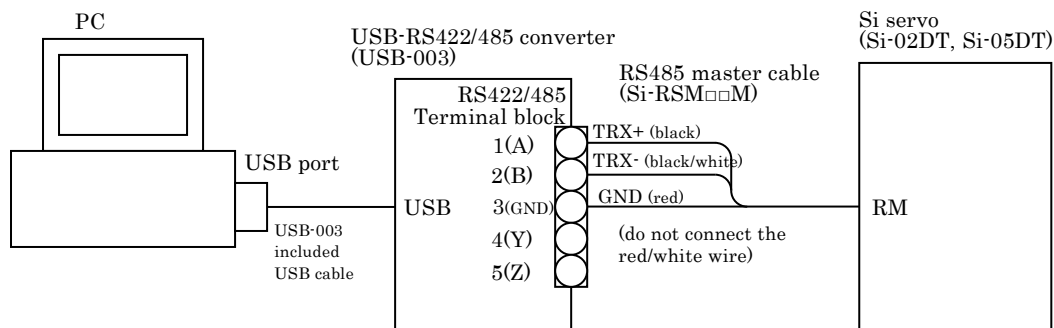 PC
USB port
USB-003
included
USB cable
USB-RS422/485 converter
(USB-003)
RS422/485
Terminal block
USB
1(A)
2(B)
3(GND)
4(Y)
5(Z)
RS485 master cable
(Si-RSM□□M)
TRX+ (black)
TRX- (black/white)
GND (red)
(do not connect the
red/white wire)
Si servo
(Si-02DT, Si-05DT)
RM